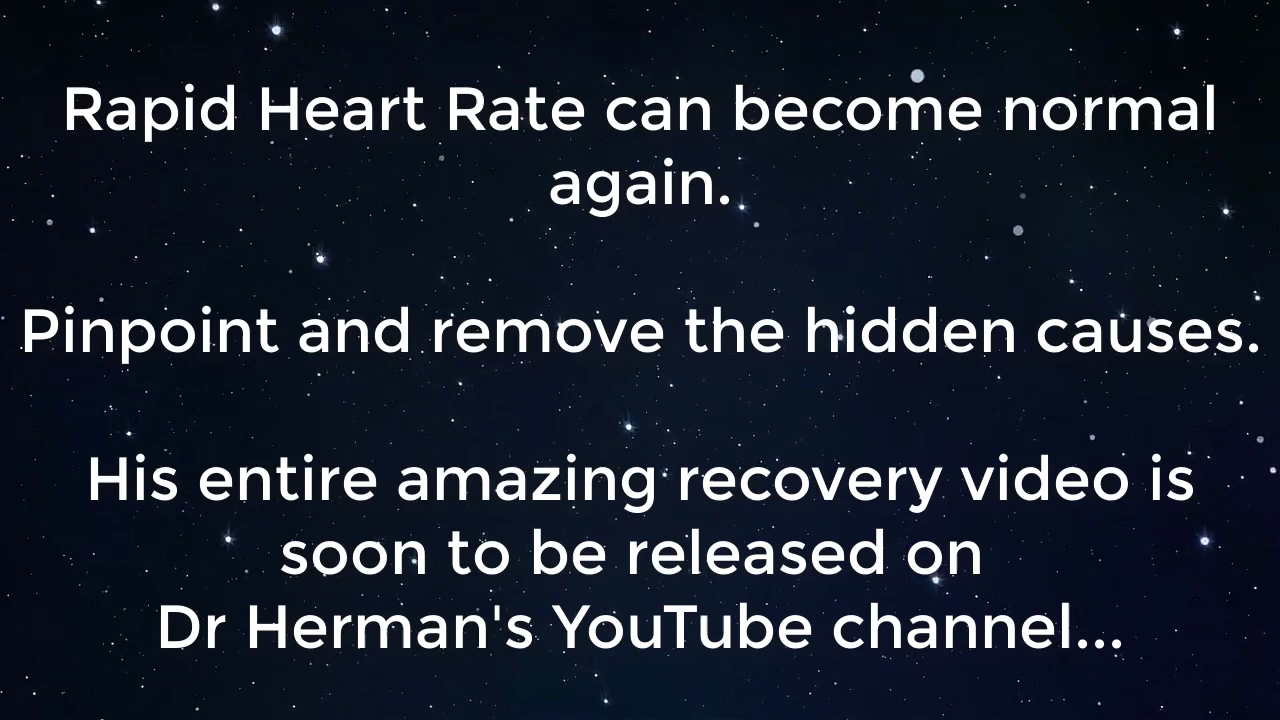 Rapid Heart Rate can become normal
again.
Pinpoint and remove the hidden causes.
His entire amazing recovery video is
soon to be released on
Dr Herman's YouTube channel...